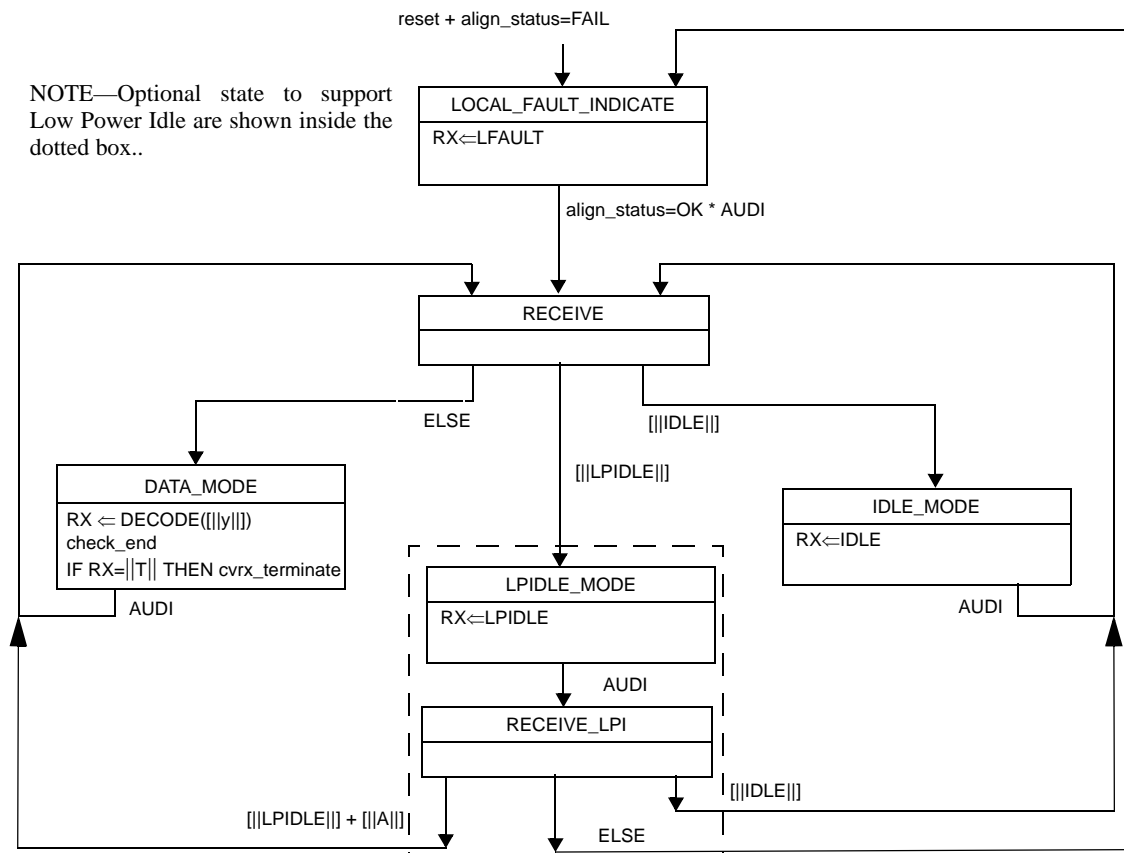 reset + align_status=FAIL
NOTE—Optional state to support
Low Power Idle are shown inside the
dotted box..
LOCAL_FAULT_INDICATE
RX⇐LFAULT
align_status=OK * AUDI
RECEIVE
ELSE
[||IDLE||]
[||LPIDLE||]
DATA_MODE
RX ⇐ DECODE([||y||])
check_end
IF RX=||T|| THEN cvrx_terminate
AUDI
IDLE_MODE
RX⇐IDLE
AUDI
LPIDLE_MODE
RX⇐LPIDLE
AUDI
RECEIVE_LPI
[||IDLE||]
[||LPIDLE||] + [||A||]
ELSE